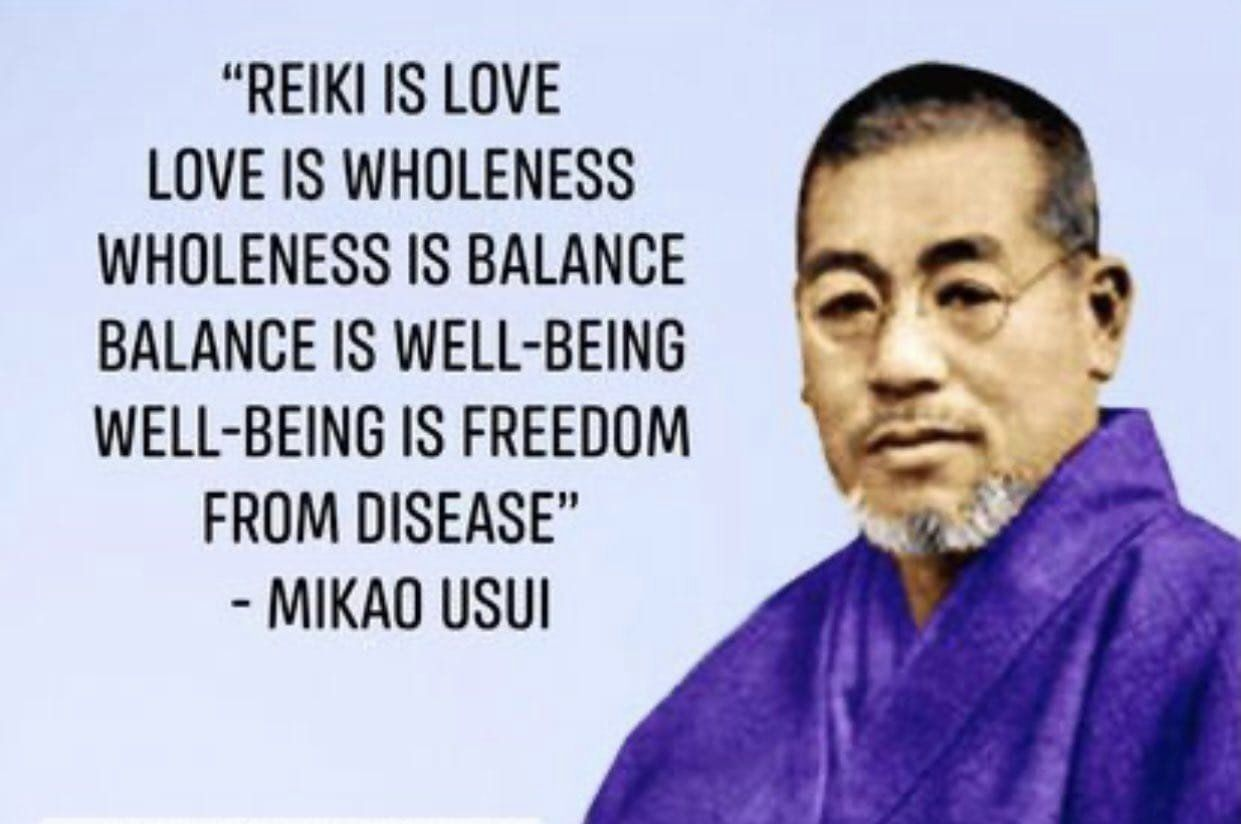 “REIKI IS LOVE
LOVE IS WHOLENESS
WHOLENESS IS BALANCE
BALANCE IS WELL-BEING
WELL-BEING IS FREEDOM
FROM DISEASE”
- MIKAO USUI